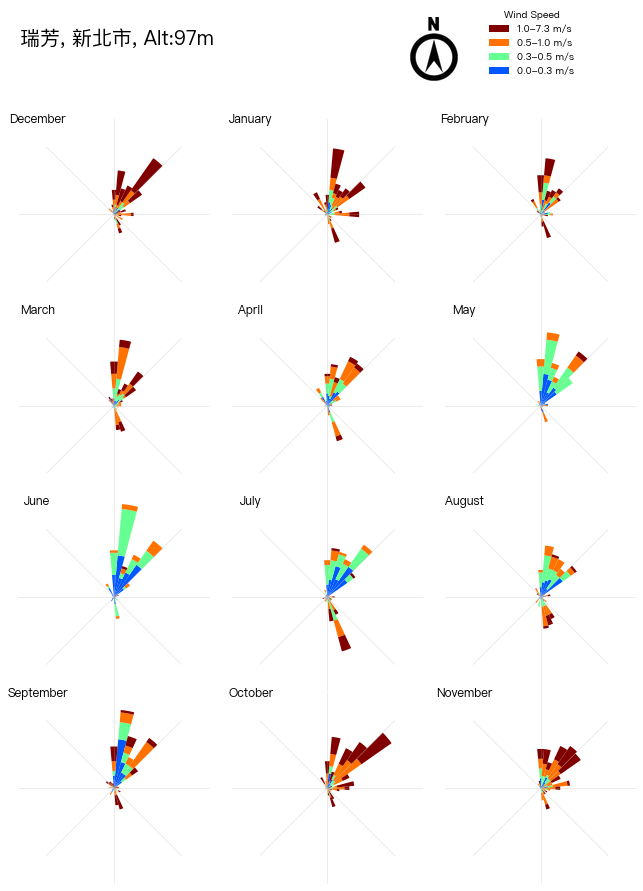 瑞芳, 新北市, Alt:97m
N
Wind Speed
1.0–7.3 m/s
0.5–1.0 m/s
0.3–0.5 m/s
0.0–0.3 m/s
December
January
February
March
April
May
June
July
August
September
October
November